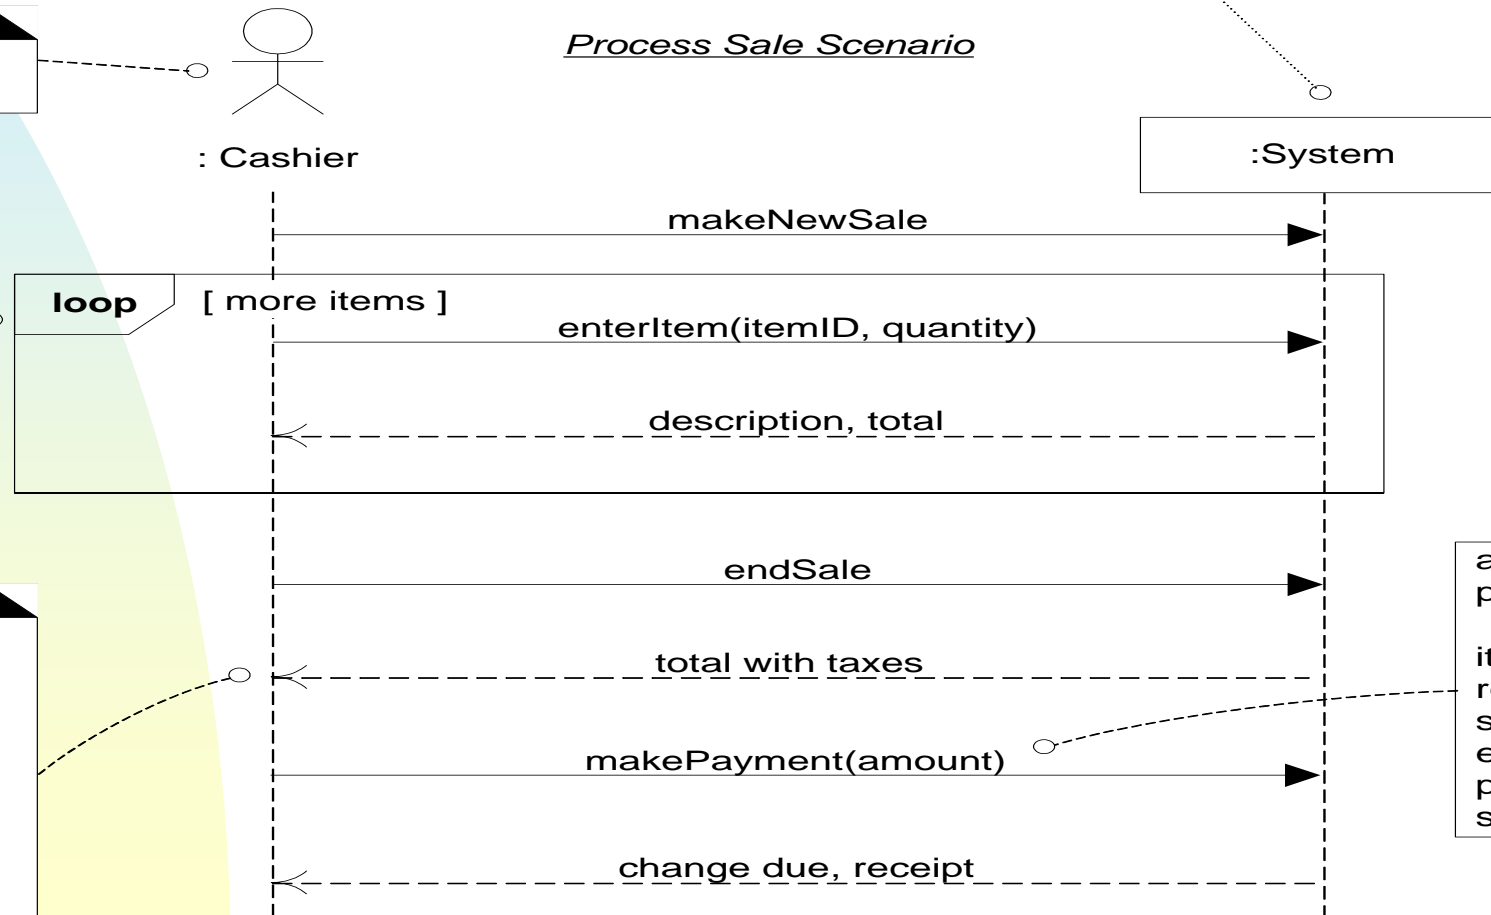 Process Sale Scenario
: Cashier
:System
makeNewSale
loop
[ more items ]
enterItem(itemID, quantity)
description, total
endSale
total with taxes
makePayment(amount)
change due, receipt